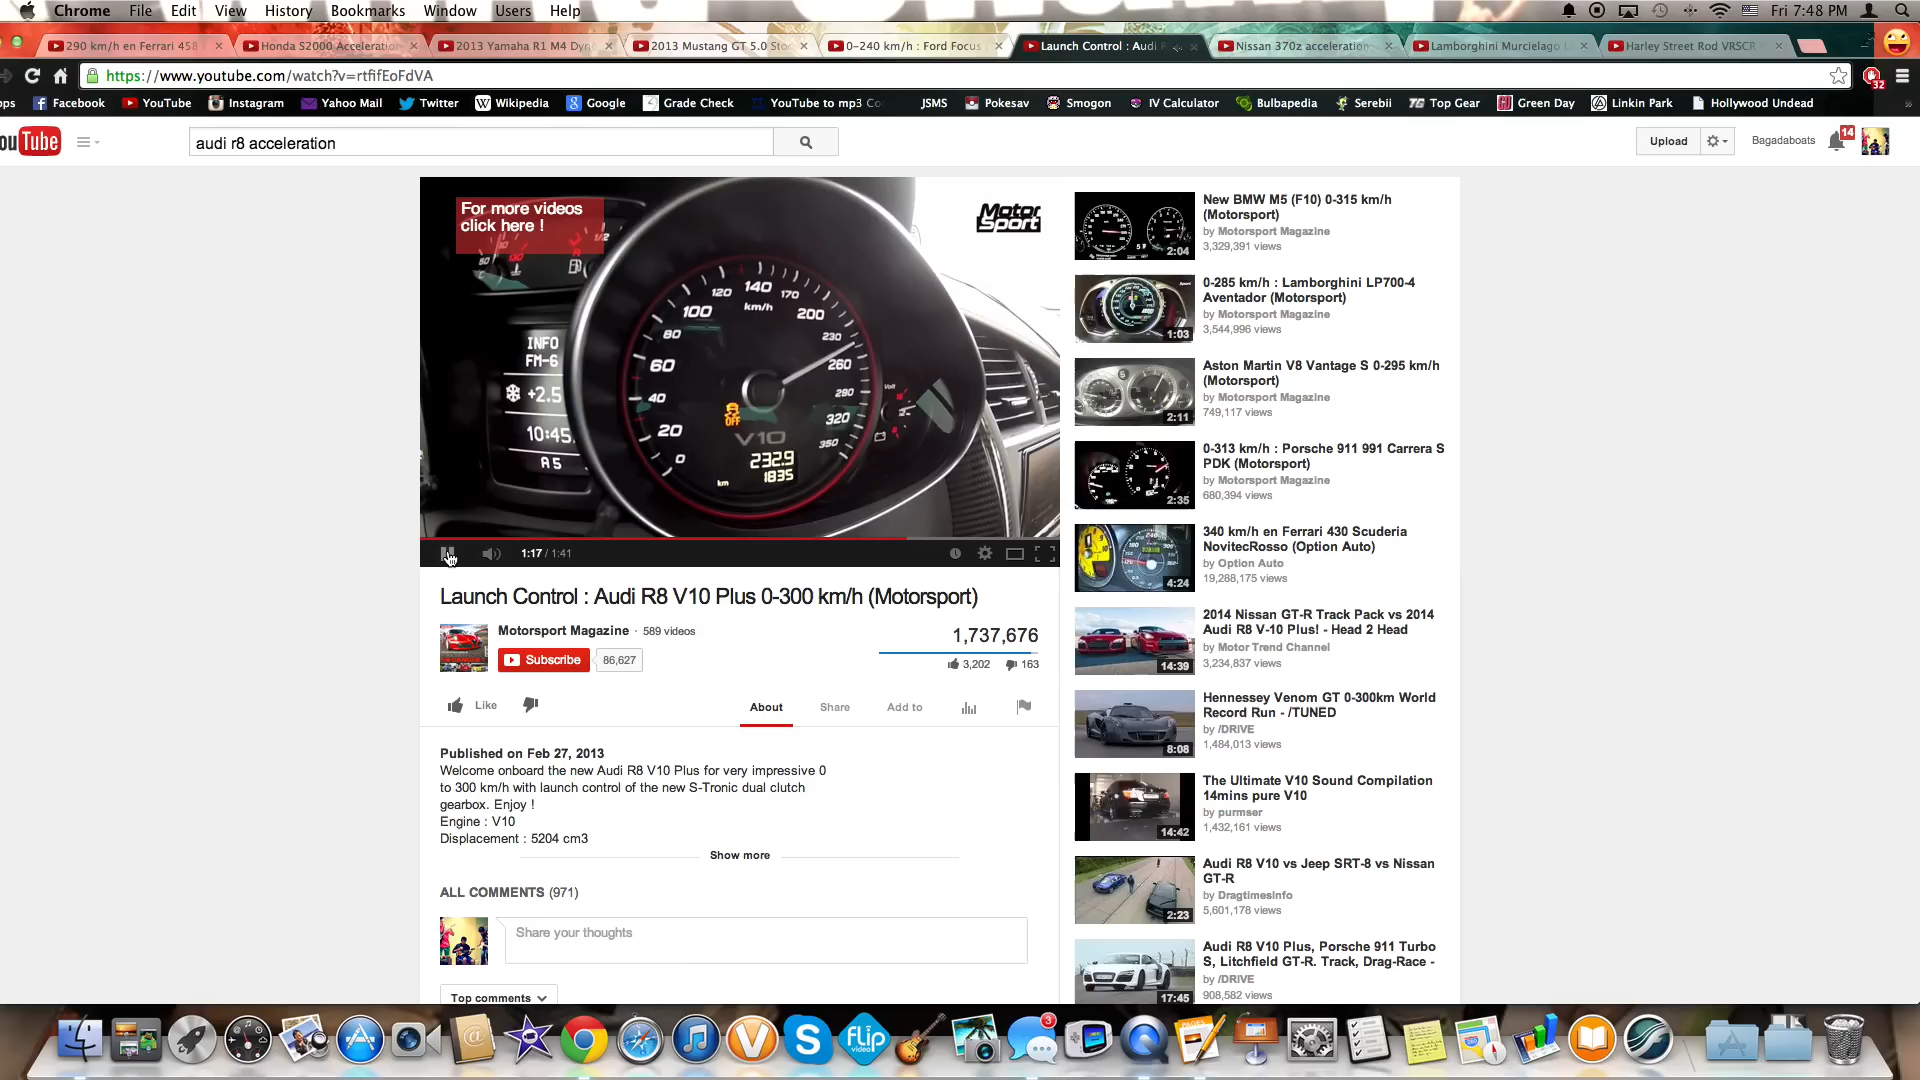 Chrome File Edit View History Bookmarks Window Users Help
Fri 7:48 PM
290 km/h en Ferrari 458
Honda S2000 Acceleration
2013 Yamaha R1 M4 Dyn
2013 Mustang GT 5.0 Stoc
0-240 km/h : Ford Focus
Launch Control : Audi R
Nissan 370z acceleration
Lamborghini Murcielago L
Harley Street Rod VRSCR
https://www.youtube.com/watch?v=rtfifEoFdVA
32
ps Facebook YouTube Instagram Yahoo Mail Twitter Wikipedia Google Grade Check YouTube to mp3 Co JSMS Pokesav Smogon IV Calculator Bulbapedia Serebii TG Top Gear Green Day Linkin Park Hollywood Undead
ouTube
audi r8 acceleration
Upload
Bagadaboats
14
For more videos
click here !
Motor
Sport
INFO
FM-6
+2.5
10:45
A5
0
20
40
60
80
100
120
140
170
200
230
260
290
320
350
km/h
OFF
V10
232.9
km 1835
1:17 / 1:41
Launch Control : Audi R8 V10 Plus 0-300 km/h (Motorsport)
Motorsport Magazine · 589 videos
Subscribe 86,627
1,737,676
3,202 163
Like
About Share Add to
Published on Feb 27, 2013
Welcome onboard the new Audi R8 V10 Plus for very impressive 0
to 300 km/h with launch control of the new S-Tronic dual clutch
gearbox. Enjoy !
Engine : V10
Displacement : 5204 cm3
Show more
ALL COMMENTS (971)
Share your thoughts
Top comments
2:04
New BMW M5 (F10) 0-315 km/h
(Motorsport)
by Motorsport Magazine
3,329,391 views
1:03
0-285 km/h : Lamborghini LP700-4
Aventador (Motorsport)
by Motorsport Magazine
3,544,996 views
2:11
Aston Martin V8 Vantage S 0-295 km/h
(Motorsport)
by Motorsport Magazine
749,117 views
2:35
0-313 km/h : Porsche 911 991 Carrera S
PDK (Motorsport)
by Motorsport Magazine
680,394 views
4:24
340 km/h en Ferrari 430 Scuderia
NovitecRosso (Option Auto)
by Option Auto
19,288,175 views
14:39
2014 Nissan GT-R Track Pack vs 2014
Audi R8 V-10 Plus! - Head 2 Head
by Motor Trend Channel
3,234,837 views
8:08
Hennessey Venom GT 0-300km World
Record Run - /TUNED
by /DRIVE
1,484,013 views
14:42
The Ultimate V10 Sound Compilation
14mins pure V10
by purmser
1,432,161 views
2:23
Audi R8 V10 vs Jeep SRT-8 vs Nissan
GT-R
by DragtimesInfo
5,601,178 views
17:45
Audi R8 V10 Plus, Porsche 911 Turbo
S, Litchfield GT-R. Track, Drag-Race -
by /DRIVE
908,582 views
flip
video
3